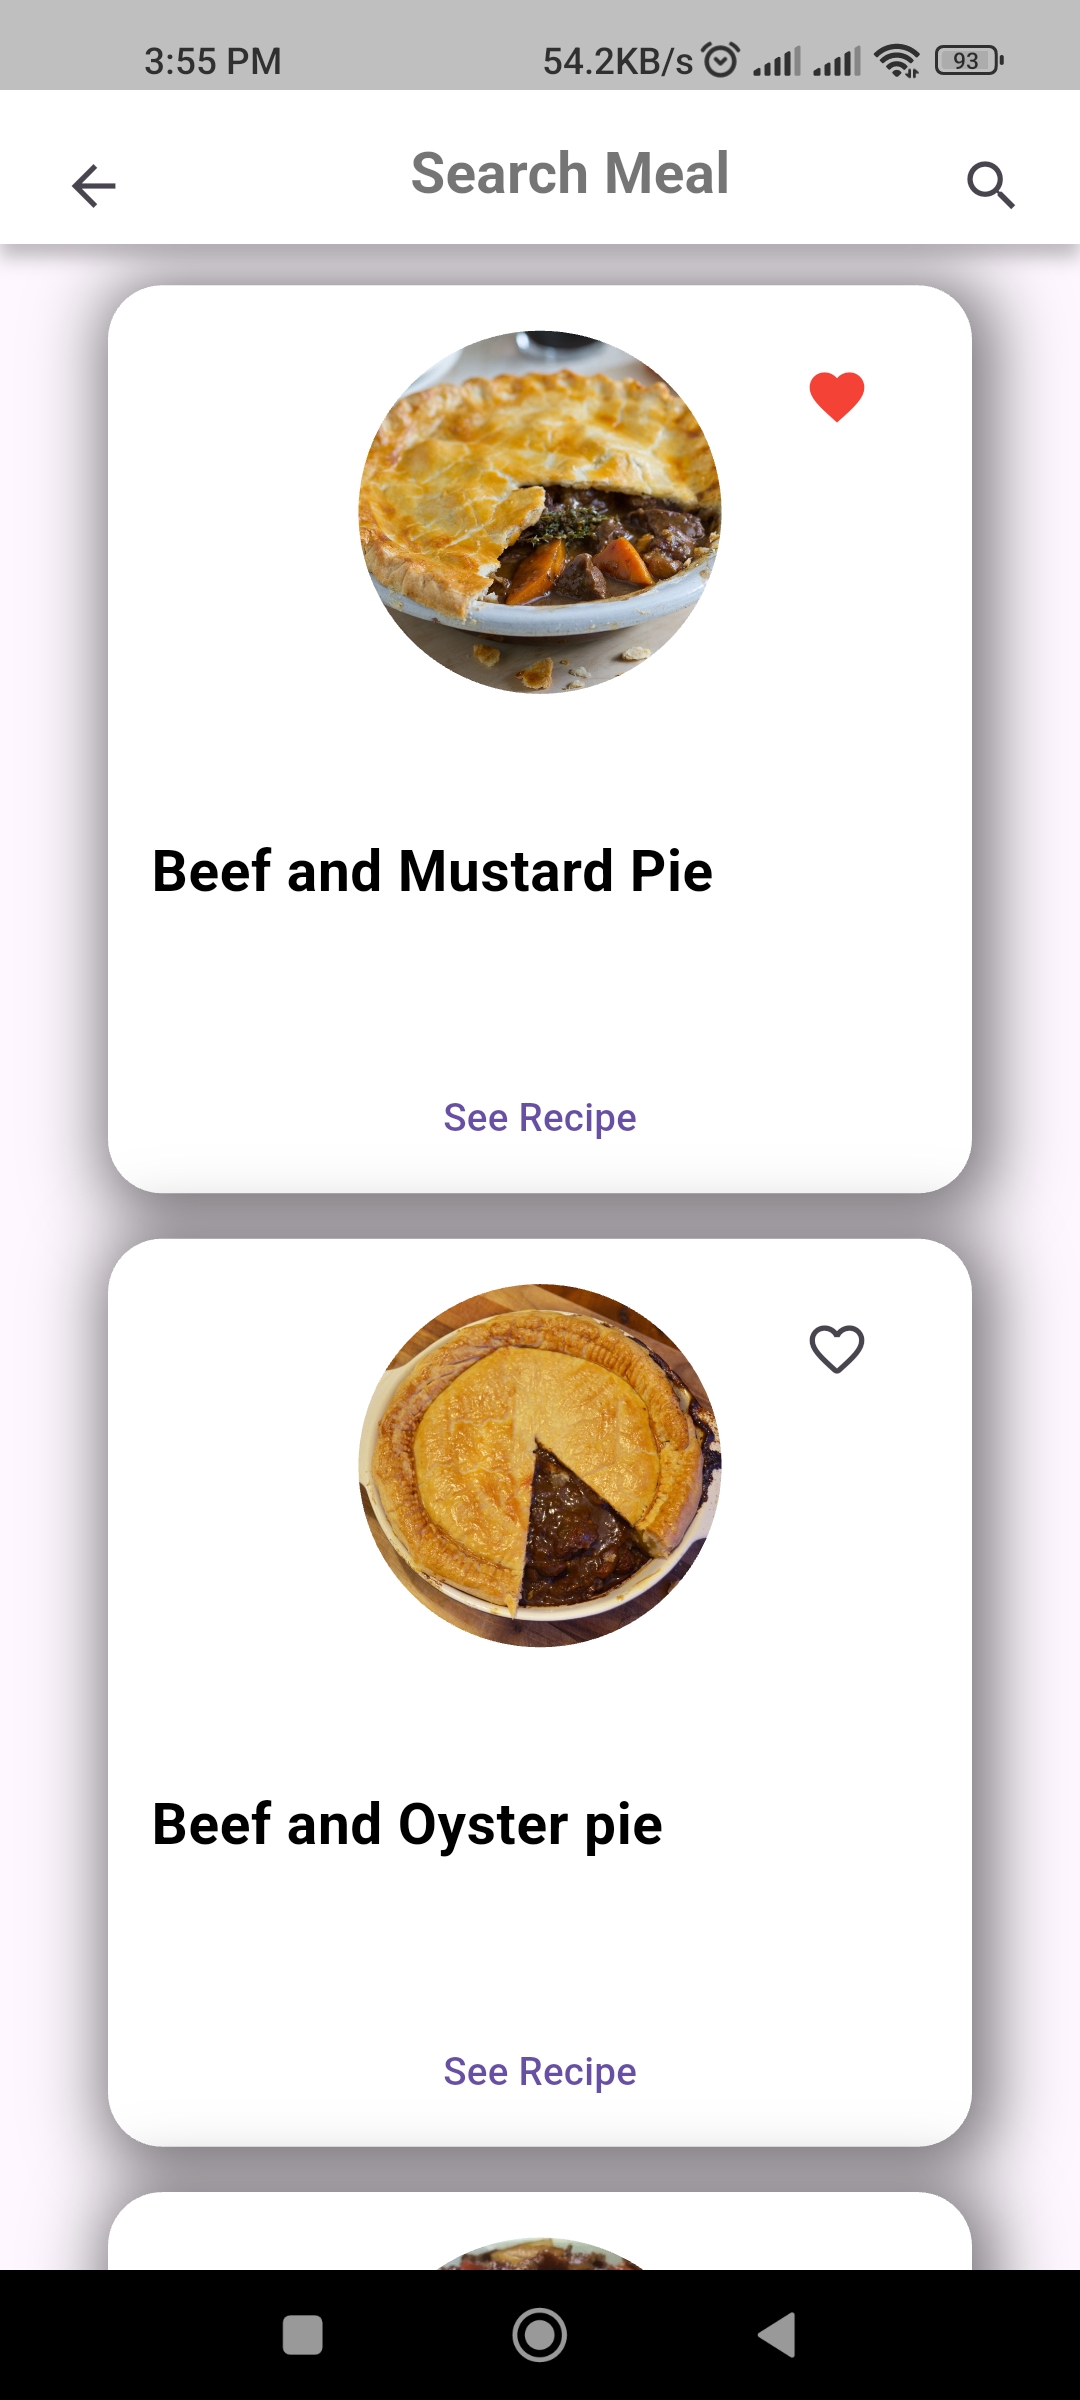 3:55 PM 54.2KB/s 93
Search Meal
Beef and Mustard Pie
See Recipe
Beef and Oyster pie
See Recipe